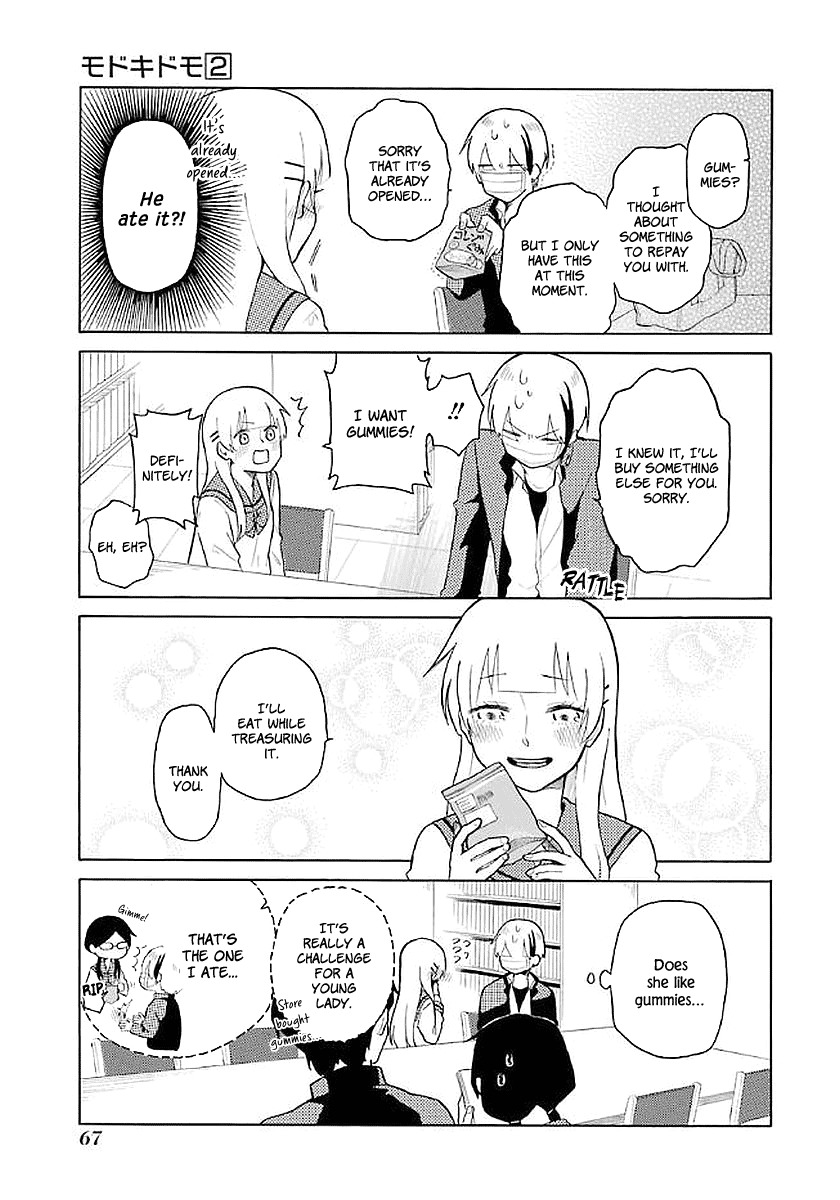 モドキドモ2
GUM-
MIES?
I
THOUGHT
ABOUT
SOMETHING
TO REPAY
YOU WITH.
BUT I ONLY
HAVE THIS
AT THIS
MOMENT.
SORRY
THAT IT'S
ALREADY
OPENED...
It's
already
opened...
He
ate it?!
I KNEW IT, I'LL
BUY SOMETHING
ELSE FOR YOU.
SORRY.
RATTLE
!!
I WANT
GUMMIES!
DEFI-
NITELY!
EH, EH?
I'LL
EAT WHILE
TREASURING
IT.
THANK
YOU.
Does
she like
gummies...
IT'S
REALLY A
CHALLENGE
FOR A
YOUNG
LADY.
Store
bought
gummies...
THAT'S
THE ONE
I ATE...
Gimme!
RIP
67